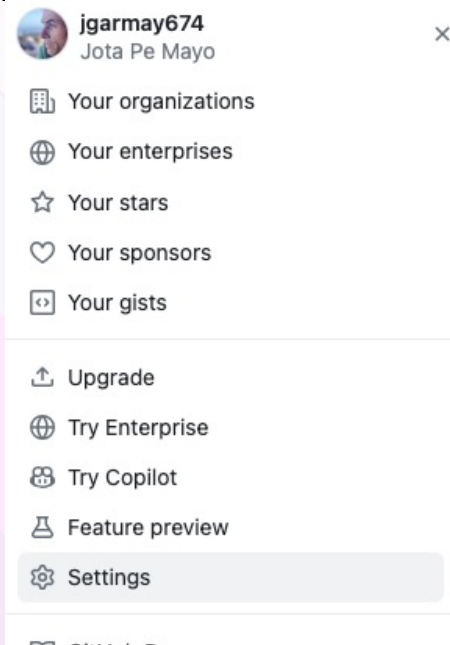 jgarmay674
Jota Pe Mayo
Your organizations
Your enterprises
Your stars
Your sponsors
Your gists
Upgrade
Try Enterprise
Try Copilot
Feature preview
Settings